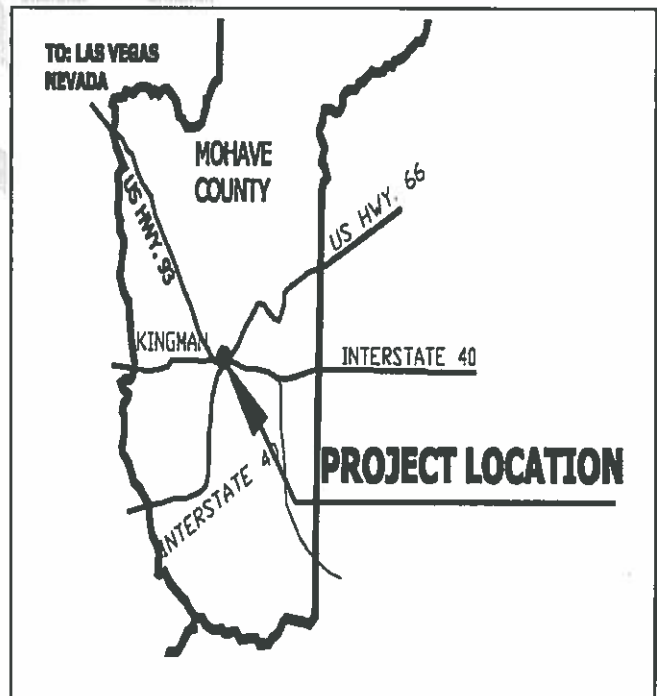 TO: LAS VEGAS
NEVADA
MOHAVE
COUNTY
US HWY. 93
US HWY. 66
KINGMAN
INTERSTATE 40
PROJECT LOCATION
INTERSTATE 40